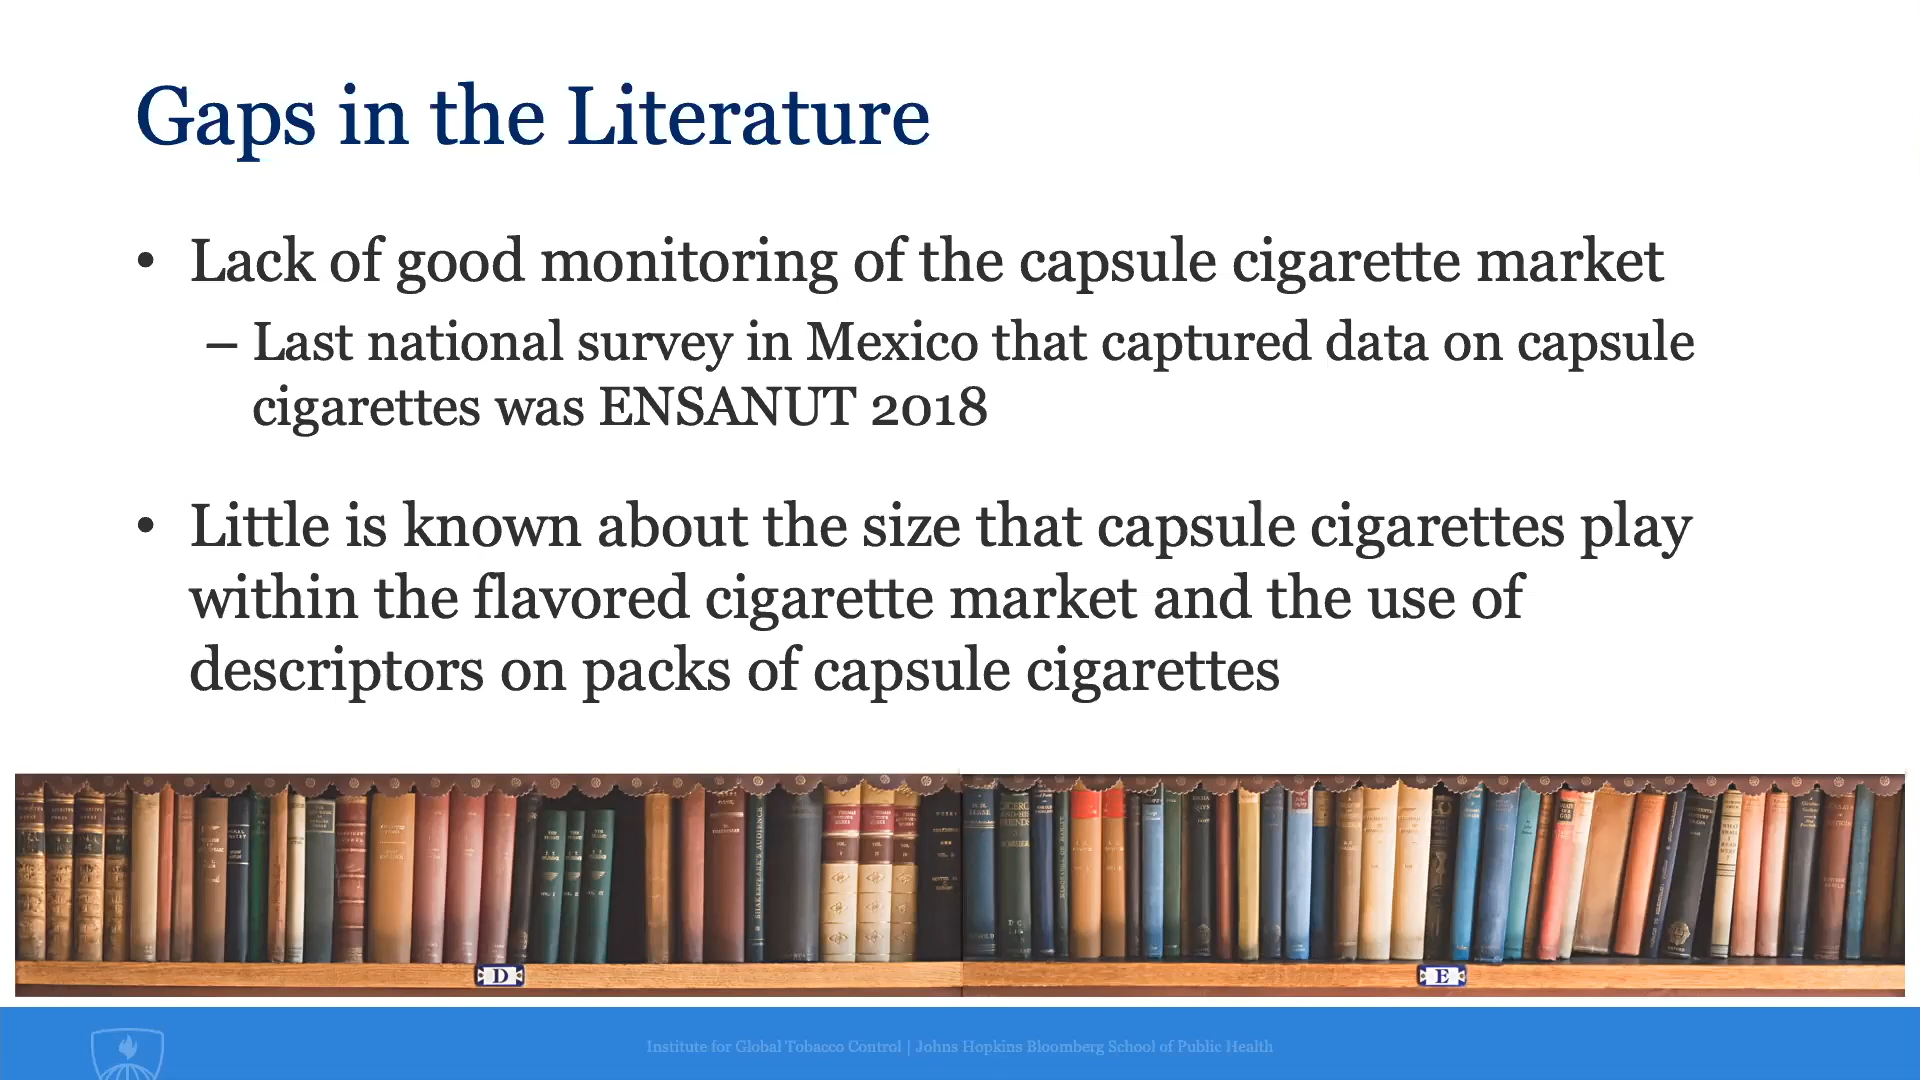 Gaps in the Literature
• Lack of good monitoring of the capsule cigarette market
– Last national survey in Mexico that captured data on capsule
cigarettes was ENSANUT 2018
• Little is known about the size that capsule cigarettes play
within the flavored cigarette market and the use of
descriptors on packs of capsule cigarettes
D
E
Institute for Global Tobacco Control | Johns Hopkins Bloomberg School of Public Health